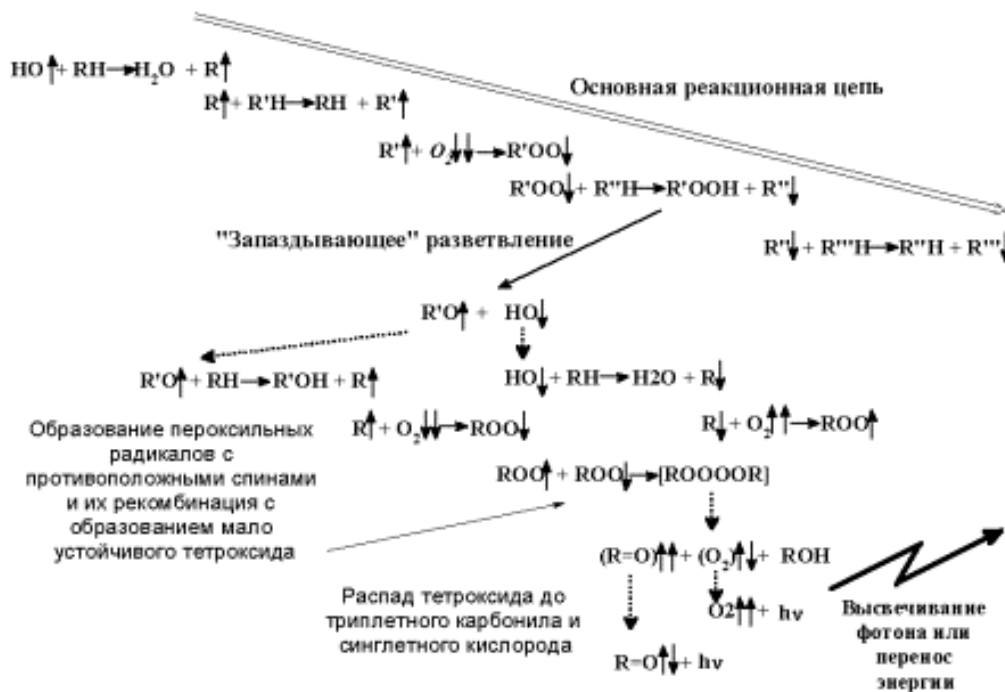 HO↑ + RH→H₂O + R↑
Основная реакционная цепь
R↑ + R'H→RH + R'↑
R'↑ + O₂↓↓→R'OO↓
R'OO↓ + R''H→R'OOH + R''↓
"Запаздывающее" разветвление
R''↓ + R'''H→R''H + R'''↓
R'O↑ + HO↓
R'O↑ + RH→R'OH + R↑
HO↓ + RH→H2O + R↓
R↑ + O₂↓↓→ROO↓
R↓ + O₂↑↑→ROO↑
Образование пероксильных
радикалов с
противоположными спинами
и их рекомбинация с
образованием мало
устойчивого тетроксида
ROO↑ + ROO↓→[ROOOOR]
(R=O)↑↑ + (O₂)↑↓ + ROH
O2↑↑ + hν
R=O↑↓ + hν
Распад тетроксида до
триплетного карбонила и
синглетного кислорода
Высвечивание
фотона или
перенос
энергии